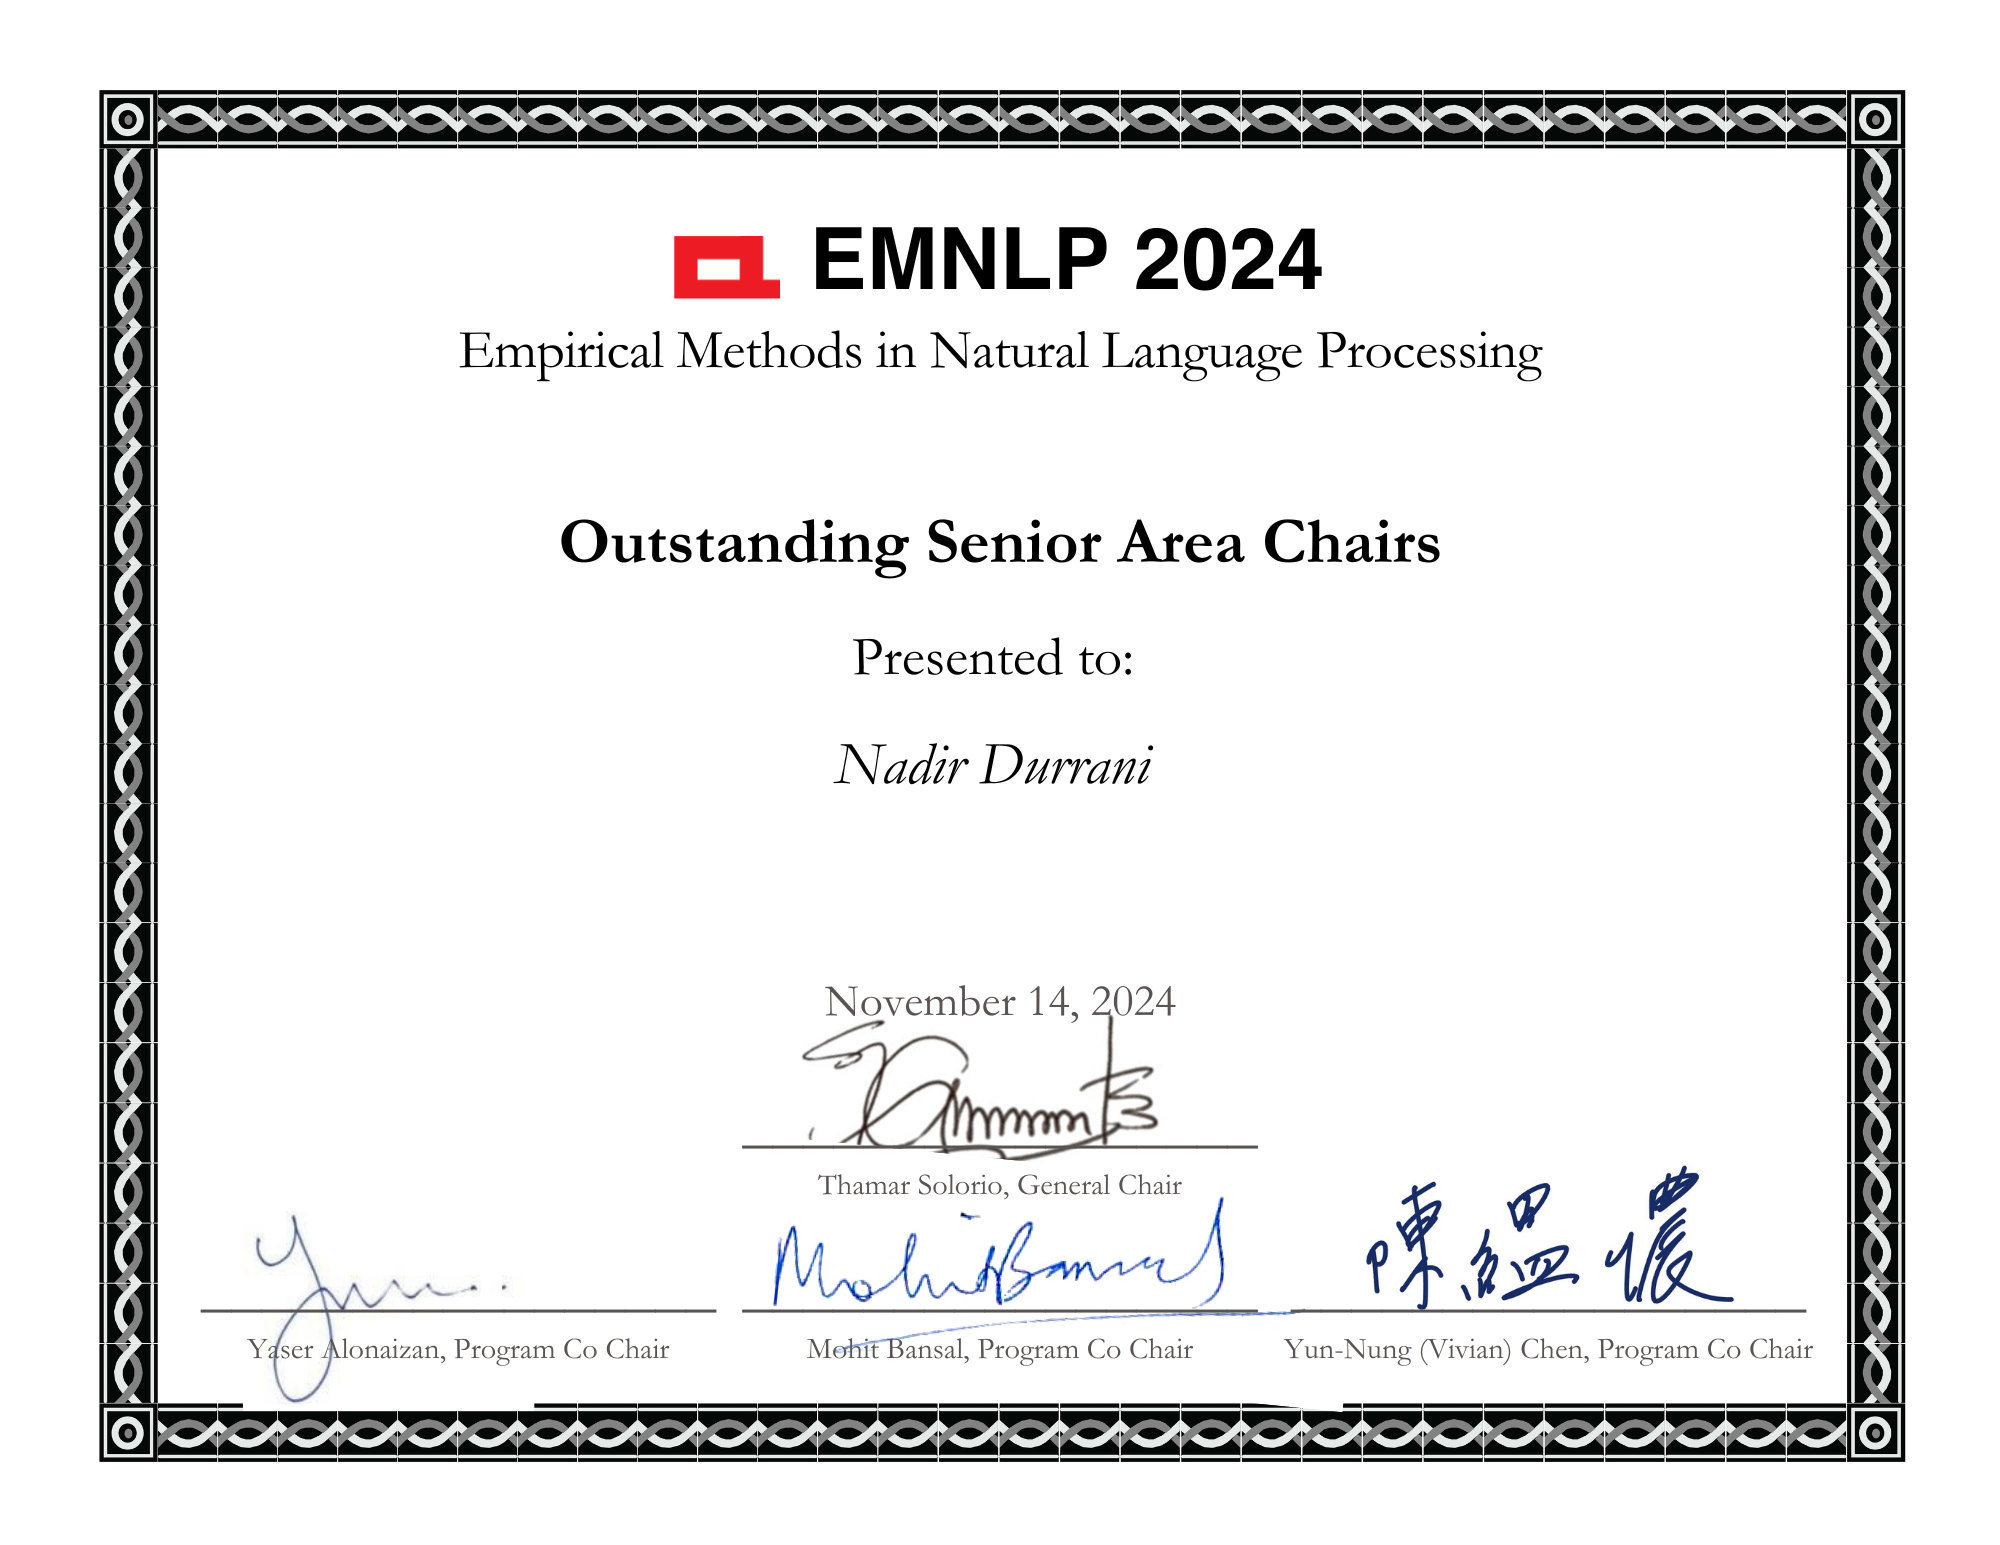 EMNLP 2024
Empirical Methods in Natural Language Processing
Outstanding Senior Area Chairs
Presented to:
Nadir Durrani
November 14, 2024
Thamar Solorio, General Chair
Mohit Bansal
陳縕儂
Yaser Alonaizan, Program Co Chair
Mohit Bansal, Program Co Chair
Yun-Nung (Vivian) Chen, Program Co Chair